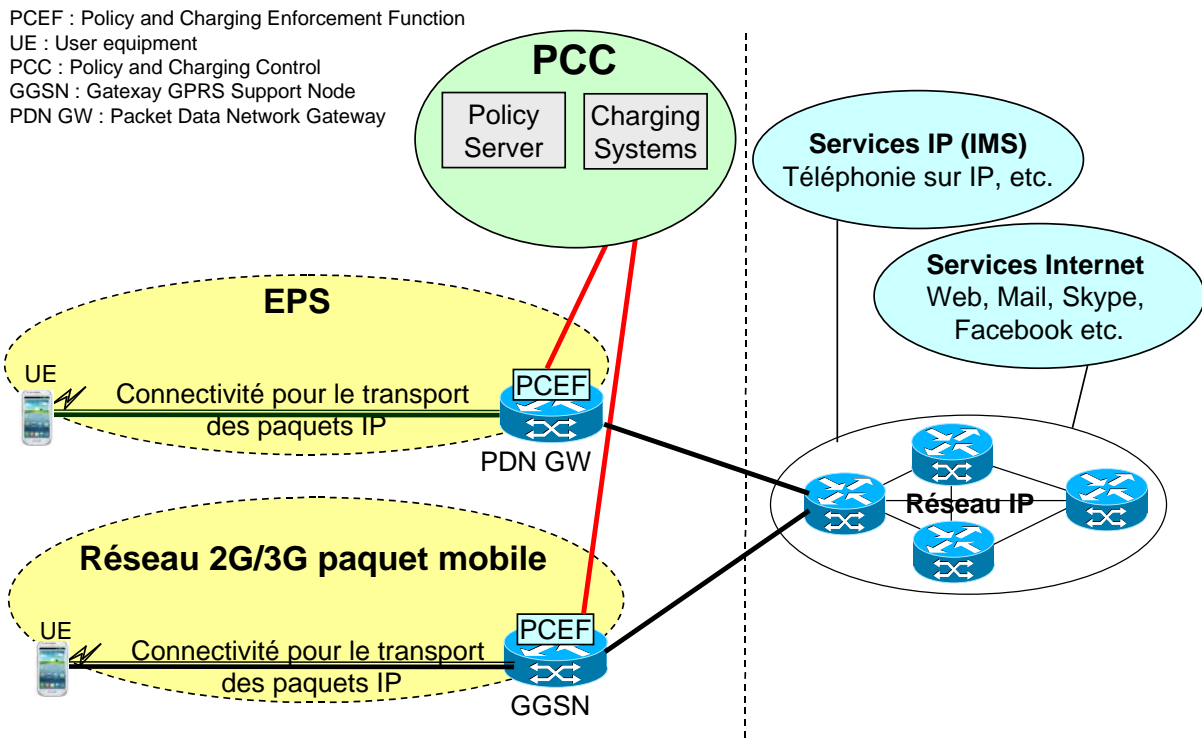 PCEF : Policy and Charging Enforcement Function
UE : User equipment
PCC : Policy and Charging Control
GGSN : Gatexay GPRS Support Node
PDN GW : Packet Data Network Gateway
PCC
Policy
Server
Charging
Systems
Services IP (IMS)
Téléphonie sur IP, etc.
Services Internet
Web, Mail, Skype,
Facebook etc.
EPS
UE
Connectivité pour le transport
des paquets IP
PCEF
PDN GW
Réseau IP
Réseau 2G/3G paquet mobile
UE
Connectivité pour le transport
des paquets IP
PCEF
GGSN